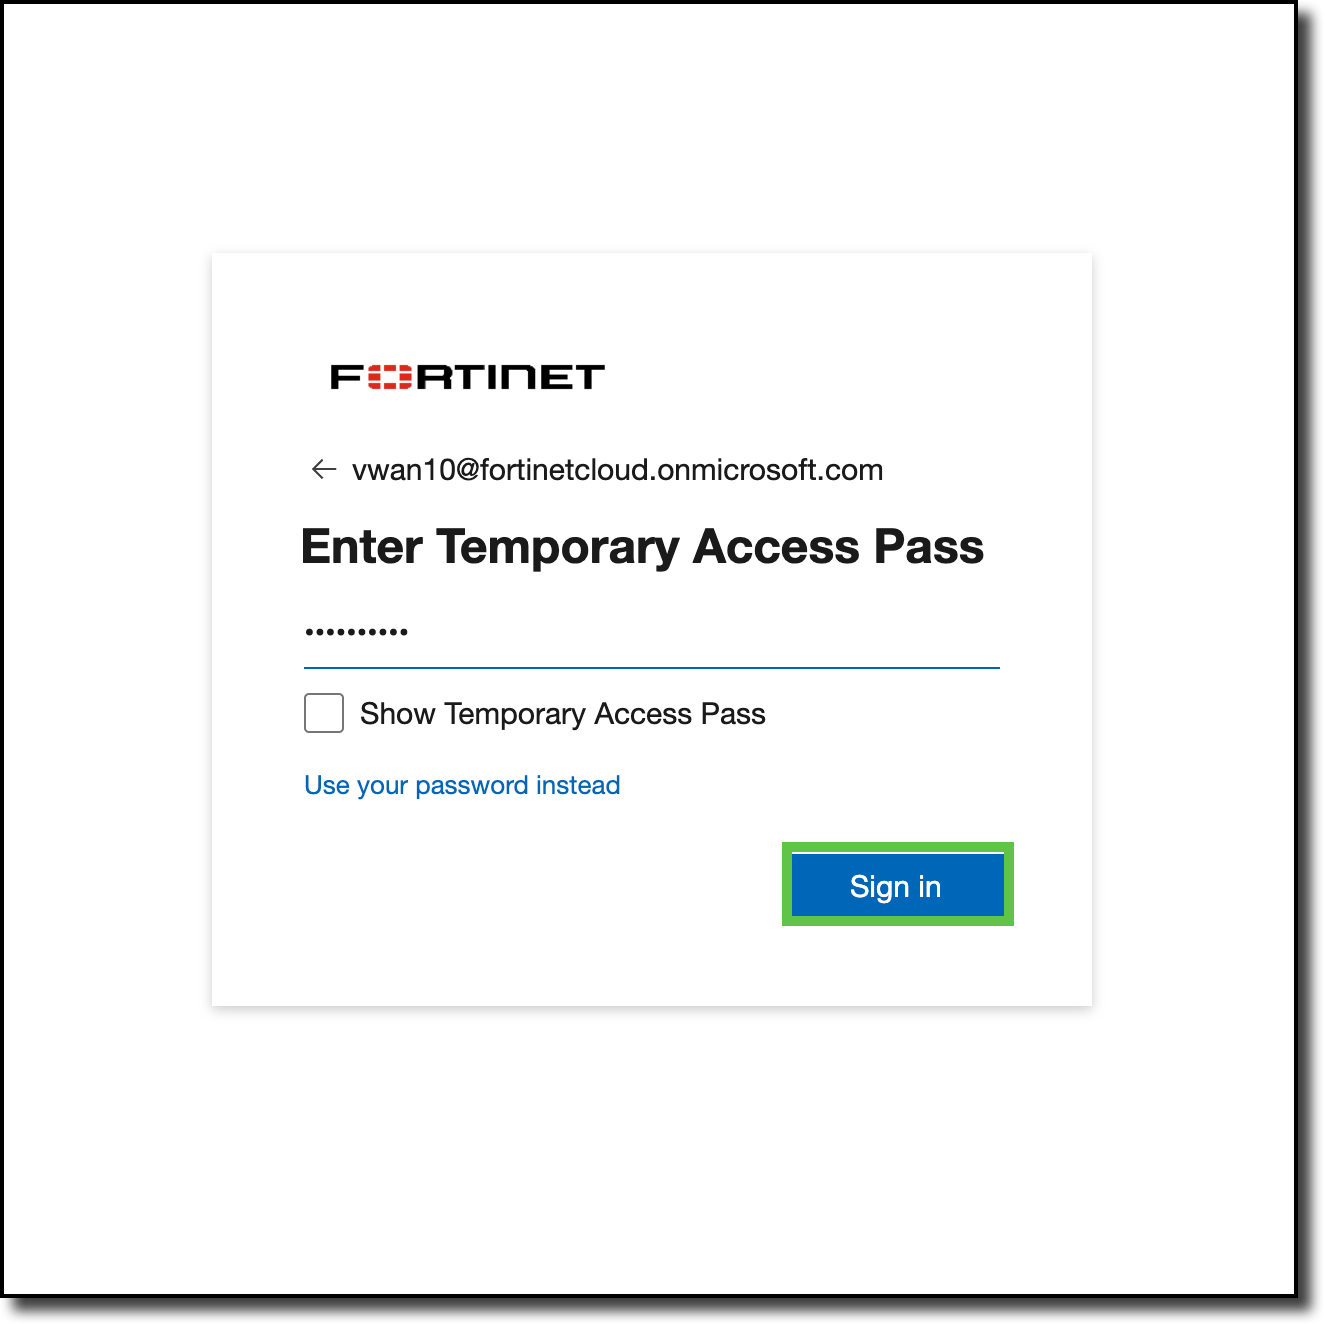 FORTINET
← vwan10@fortinetcloud.onmicrosoft.com
Enter Temporary Access Pass
••••••••••
Show Temporary Access Pass
Use your password instead
Sign in